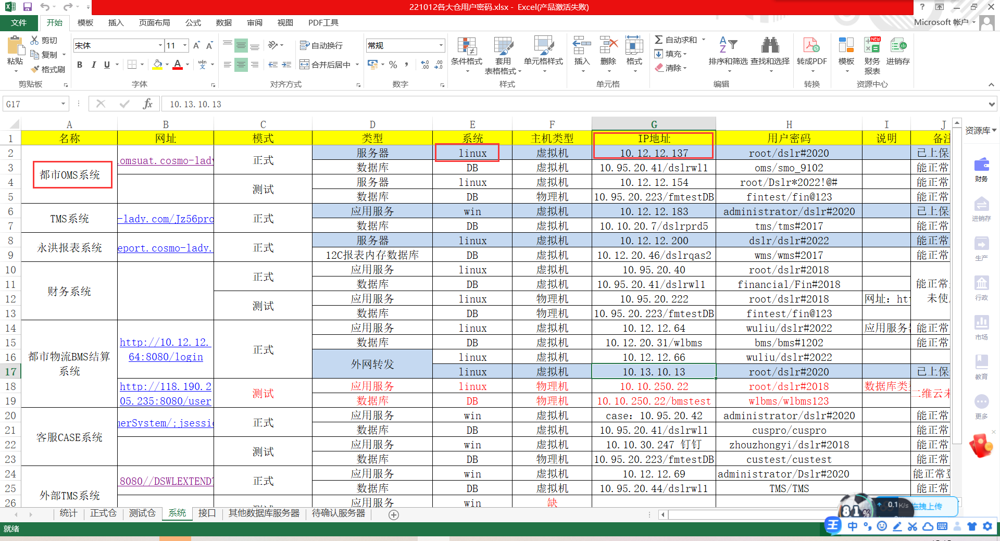 221012各大仓用户密码.xlsx - Excel(产品激活失败)
文件 开始 模板 插入 页面布局 公式 数据 审阅 视图 PDF工具 Microsoft 帐户
剪切 宋体 11 自动换行 常规 自动求和
粘贴 复制 填充
格式刷 合并后居中 条件格式 套用 表格格式 单元格样式 插入 删除 格式 清除 排序和筛选 查找和选择 转成PDF 模板 财务 报表 进销存
剪贴板 字体 对齐方式 数字 样式 单元格 编辑 转换 资源中心
G17 fx 10.13.10.13
A B C D E F G H I J
资源库
1 名称 网址 模式 类型 系统 主机类型 IP地址 用户密码 说明 备注
2 服务器 linux 虚拟机 10.12.12.137 root/dslr#2020 已上保
omsuat.cosmo-lady 正式
3 数据库 DB 虚拟机 10.95.20.41/dslrwl1 oms/smo_9102 能正常
都市OMS系统
4 服务器 linux 虚拟机 10.12.12.154 root/Dslr*2022!@# 能正常
测试
5 数据库 DB 物理机 10.95.20.223/fmtestDB fintest/fin@123 能正常
6 应用服务 win 虚拟机 10.12.12.183 administrator/dslr#2020 已上保
TMS系统 -lady.com/Jz56pro 正式
7 数据库 DB 虚拟机 10.10.20.7/dslrprd5 tms/tms#2017 能正常
8 服务器 linux 虚拟机 10.12.12.200 dslr/dslr#2022 能正常
永洪报表系统 eport.cosmo-lady. 正式
9 12C报表内存数据库 DB 虚拟机 10.12.20.46/dslrqas2 wms/wms#2017 能正常
10 应用服务 linux 虚拟机 10.95.20.40 root/dslr#2018
正式
11 数据库 DB 虚拟机 10.95.20.41/dslrwl1 financial/Fin#2018 能正常
财务系统
12 应用服务 linux 物理机 10.95.20.222 root/dslr#2018 网址：htt 未使
测试
13 数据库 DB 物理机 10.95.20.223/fmtestDB fintest/fin@123
14 应用服务 linux 虚拟机 10.12.12.64 wuliu/dslr#2022 应用服务 能正常
15 http://10.12.12. 数据库 DB 虚拟机 10.12.20.31/wlbms bms/bms#1202 能正常
正式
16 都市物流BMS结算 64:8080/login linux 虚拟机 10.12.12.66 wuliu/dslr#2022
外网转发
17 系统 linux 虚拟机 10.13.10.13 root/dslr#2020 已上保
18 http://118.190.2 应用服务 linux 物理机 10.10.250.22 root/dslr#2018 数据库类
测试 二维云未
19 05.235:8080/user 数据库 DB 物理机 10.10.250.22/bmstest wlbms/wlbms123
20 应用服务 win 虚拟机 case：10.95.20.42 administrator/dslr#2020 能正常
merSystem/;jsessio 正式
21 数据库 DB 虚拟机 10.95.20.41/dslrwl1 cuspro/cuspro 能正常
客服CASE系统
22 应用服务 win 虚拟机 10.10.30.247 钉钉 zhouzhongyi/dslr#2018 能正常
测试
23 数据库 DB 物理机 10.95.20.223/fmtestDB custest/custest 能正常
24 应用服务 win 虚拟机 10.12.12.69 administrator/Dslr#2020 能正常登
8080//DSWLEXTENDT 正式
25 数据库 DB 虚拟机 10.95.20.44/dslrwl1 TMS/TMS 能正常
外部TMS系统
26 测试 应用服务 win 缺
财务
进销存
生产
行政
市场
教育
更多
统计 正式仓 测试仓 系统 接口 其他数据库服务器 待确认服务器
81% 0.1K/s 拖拽上传
王 中
就绪